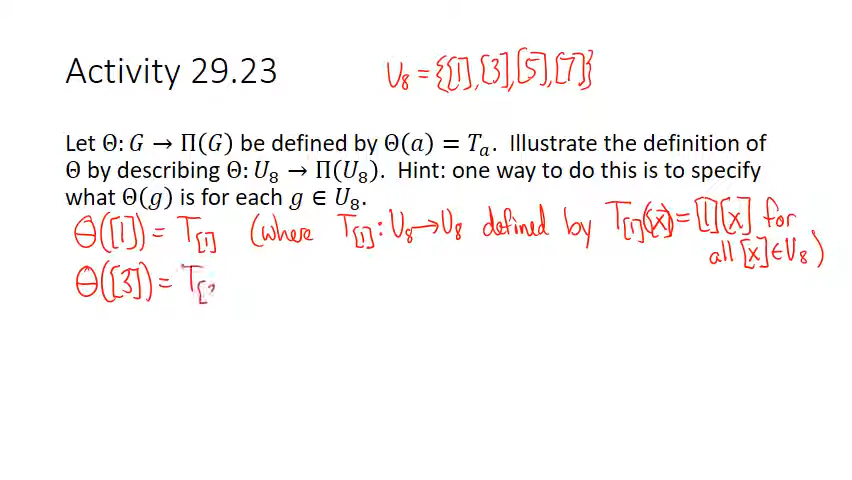 Activity 29.23
U₈ = {[1],[3],[5],[7]}
Let Θ: G → Π(G) be defined by Θ(a) = Tₐ. Illustrate the definition of
Θ by describing Θ: U₈ → Π(U₈). Hint: one way to do this is to specify
what Θ(g) is for each g ∈ U₈.
Θ([1]) = T[1] (where T[1]: U₈→U₈ defined by T[1](x) = [1][x] for
all [x]∈U₈)
Θ([3]) = T[